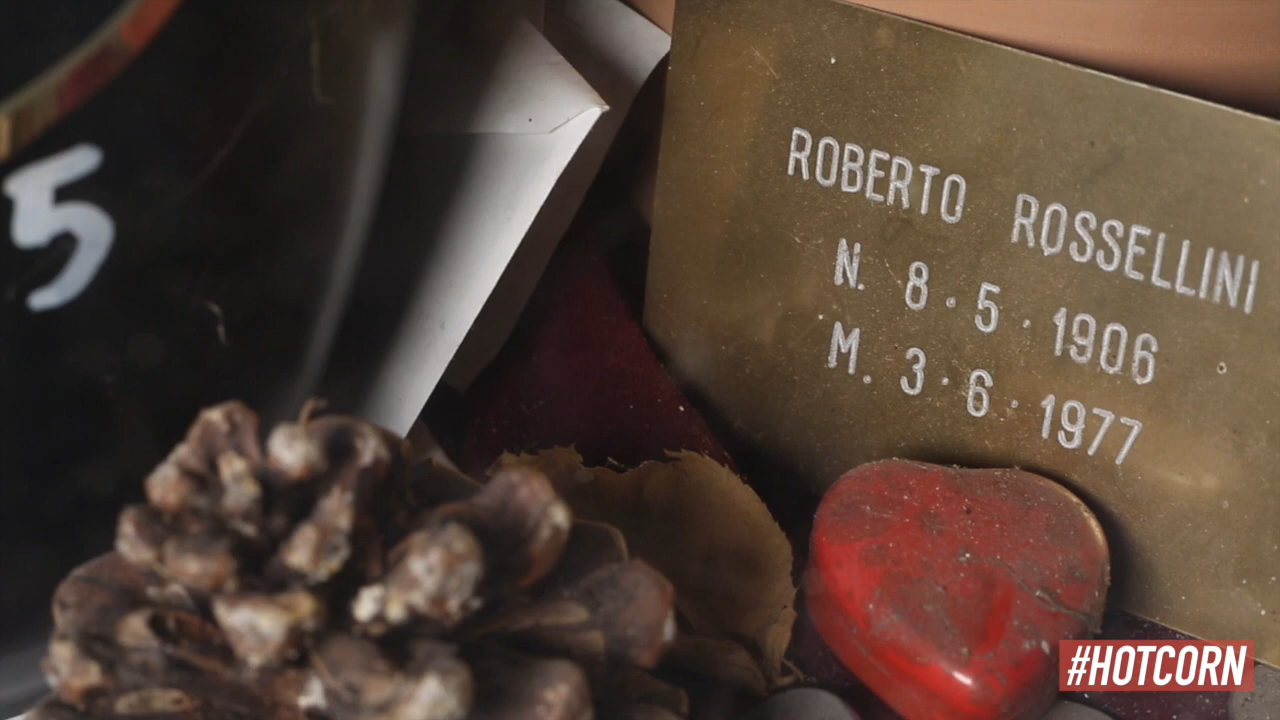 5
ROBERTO ROSSELLINI
N. 8·5·1906
M. 3·6·1977
#HOTCORN